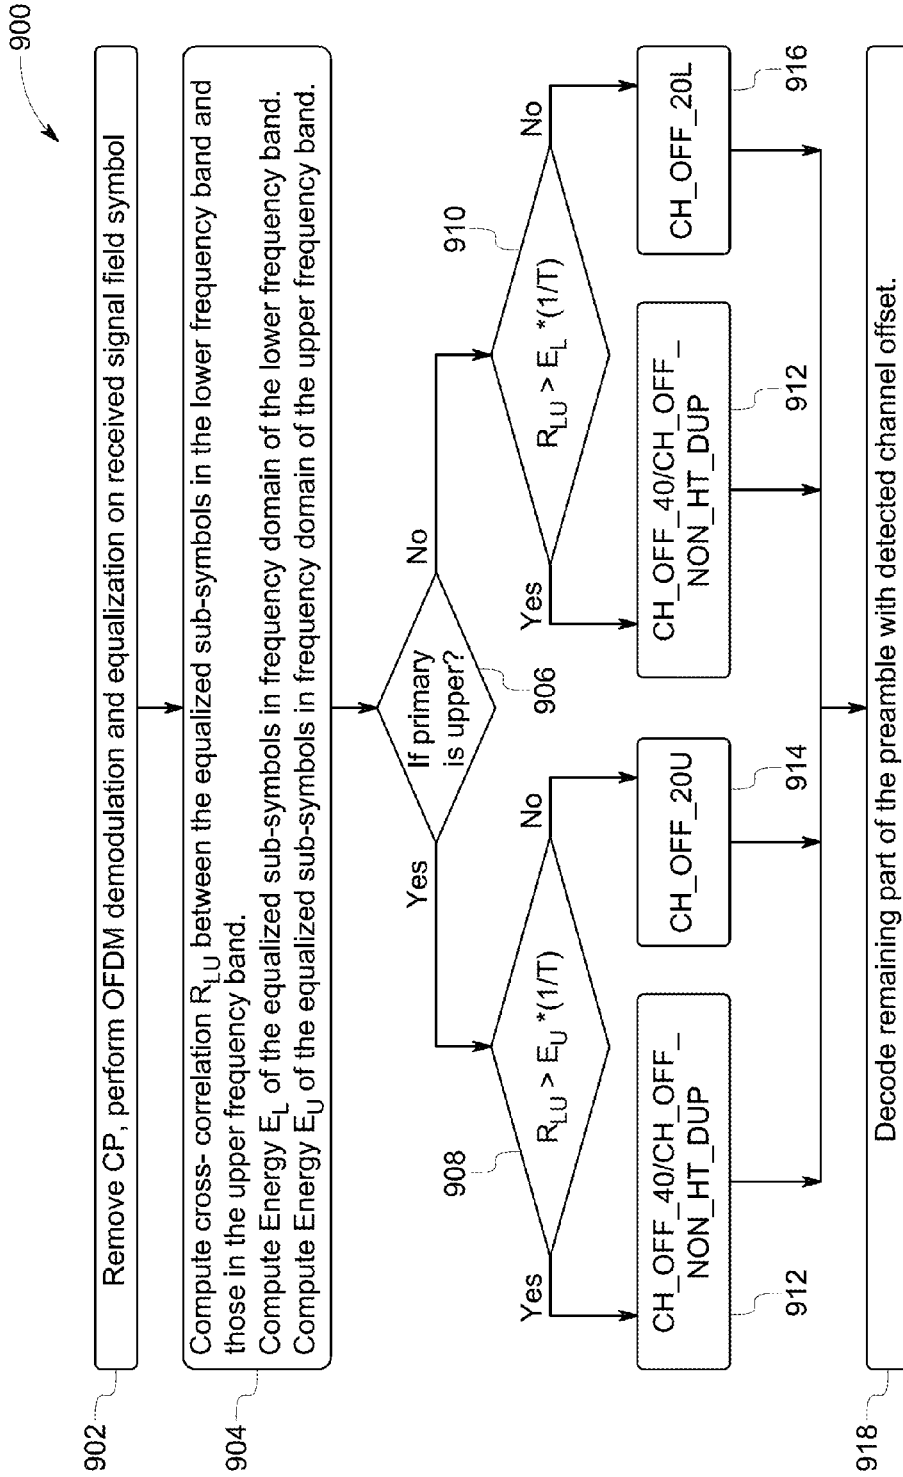 900
902
Remove CP, perform OFDM demodulation and equalization on received signal field symbol
904
Compute cross- correlation R_LU between the equalized sub-symbols in the lower frequency band and
those in the upper frequency band.
Compute Energy E_L of the equalized sub-symbols in frequency domain of the lower frequency band.
Compute Energy E_U of the equalized sub-symbols in frequency domain of the upper frequency band.
If primary
is upper?
906
Yes
No
908
R_LU > E_U *(1/T)
910
R_LU > E_L *(1/T)
Yes
No
Yes
No
CH_OFF_40/CH_OFF_
NON_HT_DUP
912
CH_OFF_20U
914
CH_OFF_40/CH_OFF_
NON_HT_DUP
912
CH_OFF_20L
916
918
Decode remaining part of the preamble with detected channel offset.